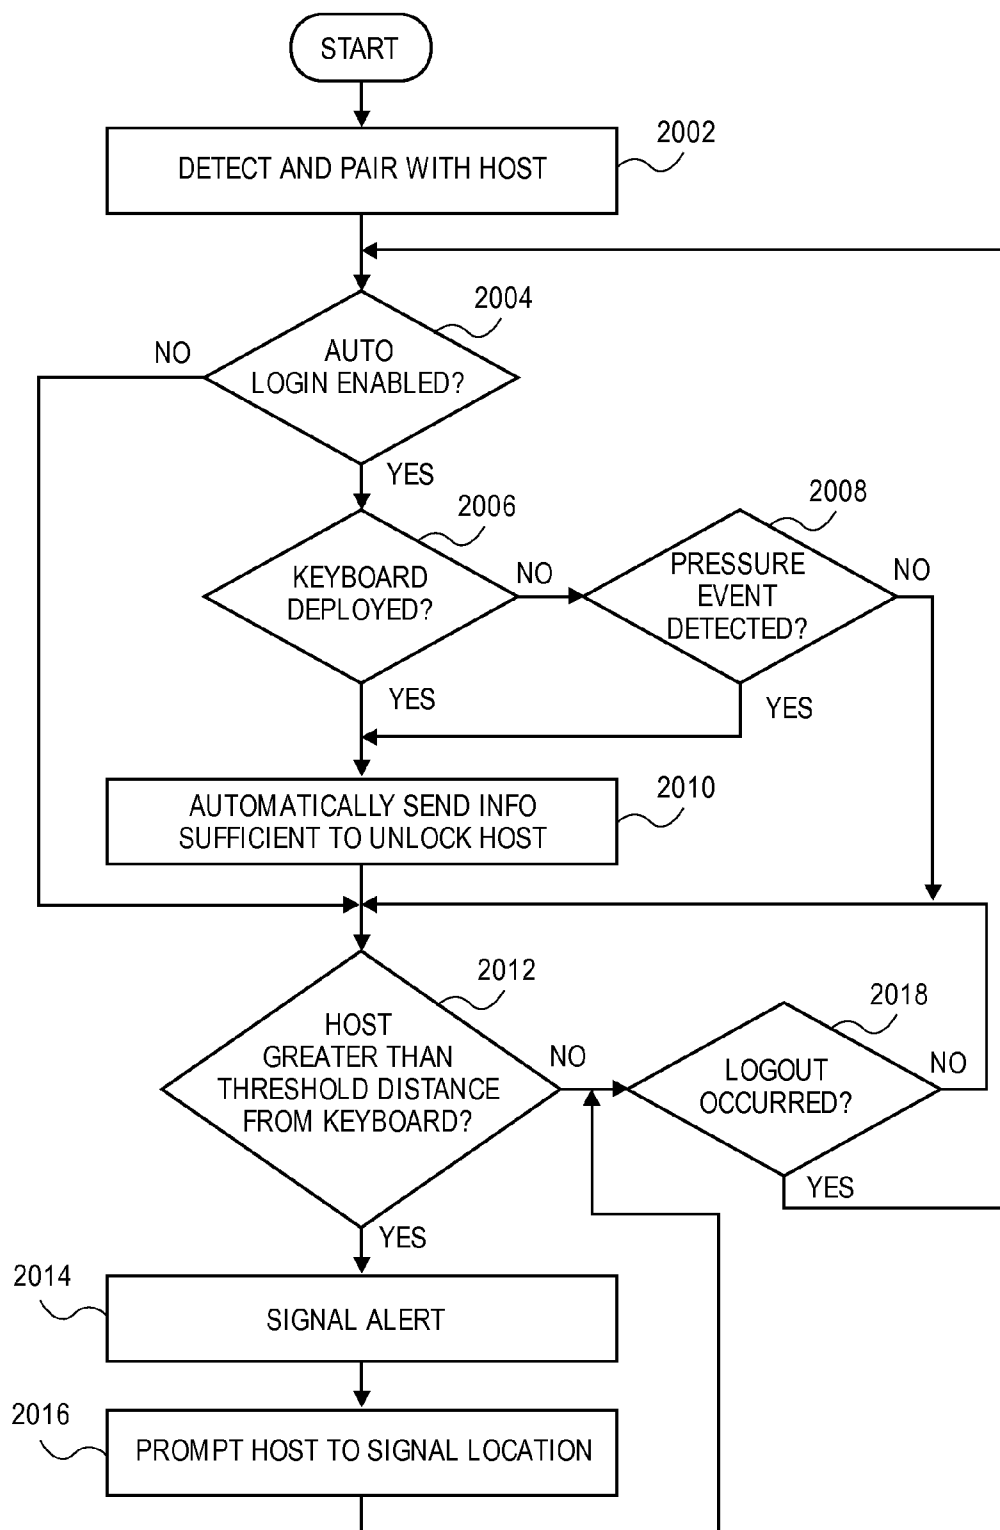 START
2002
DETECT AND PAIR WITH HOST
2004
NO
AUTO
LOGIN ENABLED?
YES
2006
2008
KEYBOARD
DEPLOYED?
NO
PRESSURE
EVENT
DETECTED?
NO
YES
YES
2010
AUTOMATICALLY SEND INFO
SUFFICIENT TO UNLOCK HOST
2012
2018
HOST
GREATER THAN
THRESHOLD DISTANCE
FROM KEYBOARD?
NO
LOGOUT
OCCURRED?
NO
YES
YES
2014
SIGNAL ALERT
2016
PROMPT HOST TO SIGNAL LOCATION